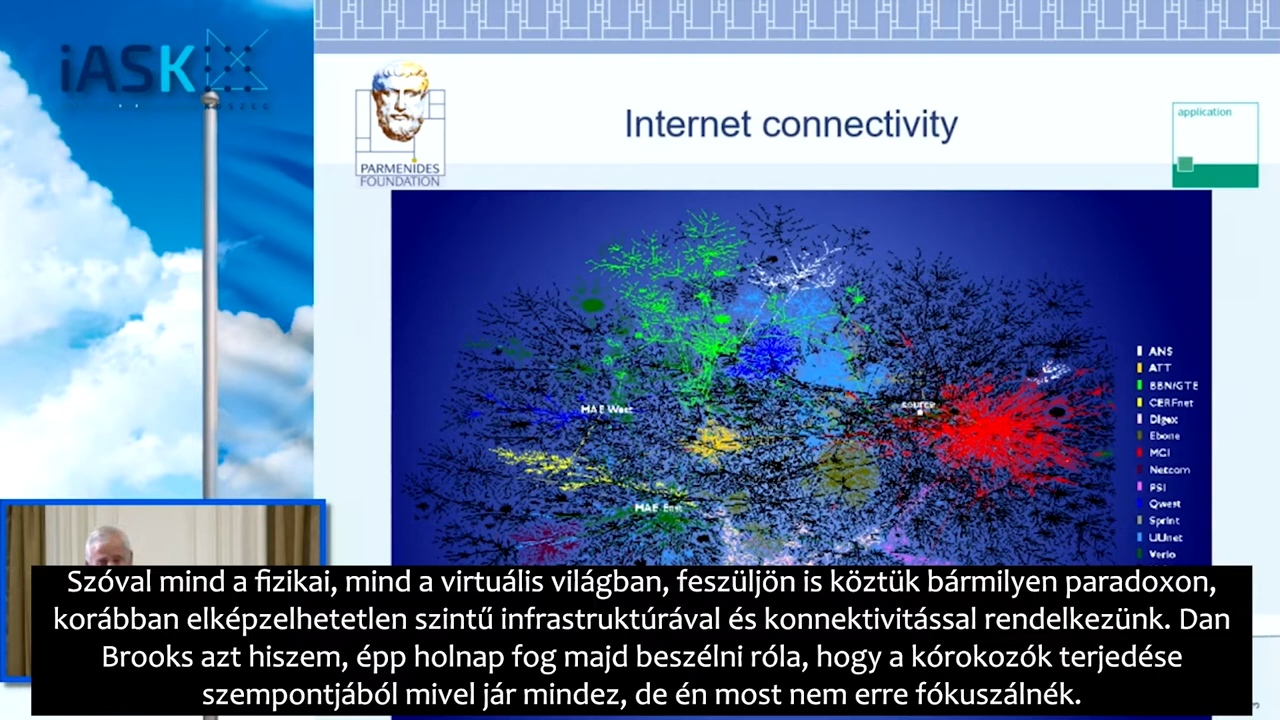 iASK
KŐSZEG
PARMENIDES
FOUNDATION
Internet connectivity
application
MAE West
source
MAE East
ANS
ATT
BBN/GTE
CERFnet
Digex
Ebone
MCI
Netcom
PSI
Qwest
Sprint
UUnet
Verio
Szóval mind a fizikai, mind a virtuális világban, feszüljön is köztük bármilyen paradoxon,
korábban elképzelhetetlen szintű infrastruktúrával és konnektivitással rendelkezünk. Dan
Brooks azt hiszem, épp holnap fog majd beszélni róla, hogy a kórokozók terjedése
szempontjából mivel jár mindez, de én most nem erre fókuszálnék.